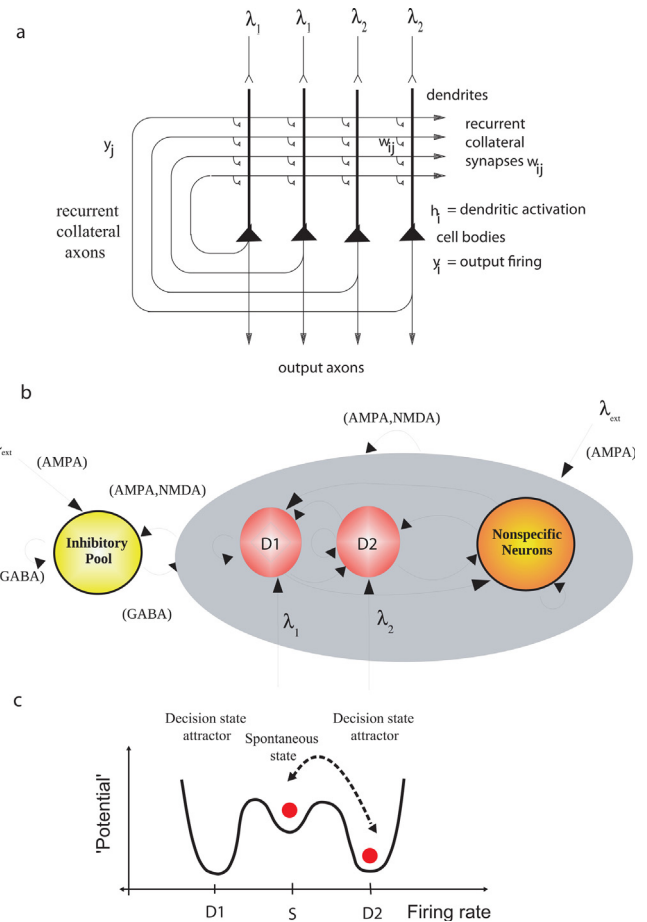 a
λ1 λ1 λ2 λ2
dendrites
yj
wij
recurrent
collateral
synapses wij
recurrent
collateral
axons
hi = dendritic activation
cell bodies
yi = output firing
output axons
b
(AMPA,NMDA)
λext
ext
(AMPA)
(AMPA)
(AMPA,NMDA)
Inhibitory
Pool
D1
D2
Nonspecific
Neurons
GABA)
(GABA)
λ1
λ2
c
Decision state
attractor
Spontaneous
state
Decision state
attractor
'Potential'
D1 S D2 Firing rate